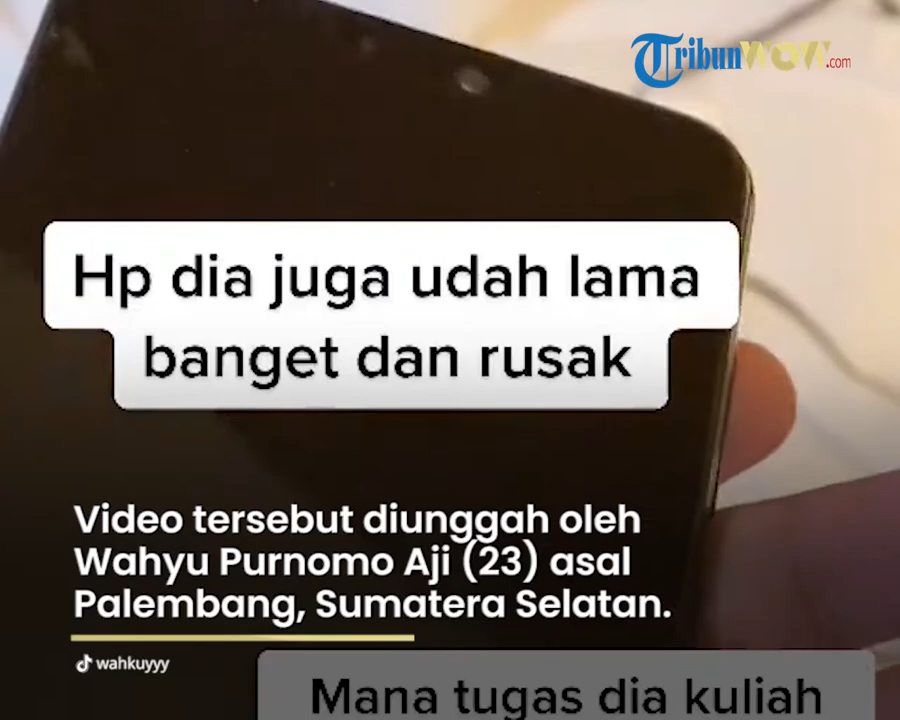 TribunWOW.com
Hp dia juga udah lama
banget dan rusak
Video tersebut diunggah oleh
Wahyu Purnomo Aji (23) asal
Palembang, Sumatera Selatan.
wahkuyyy
Mana tugas dia kuliah